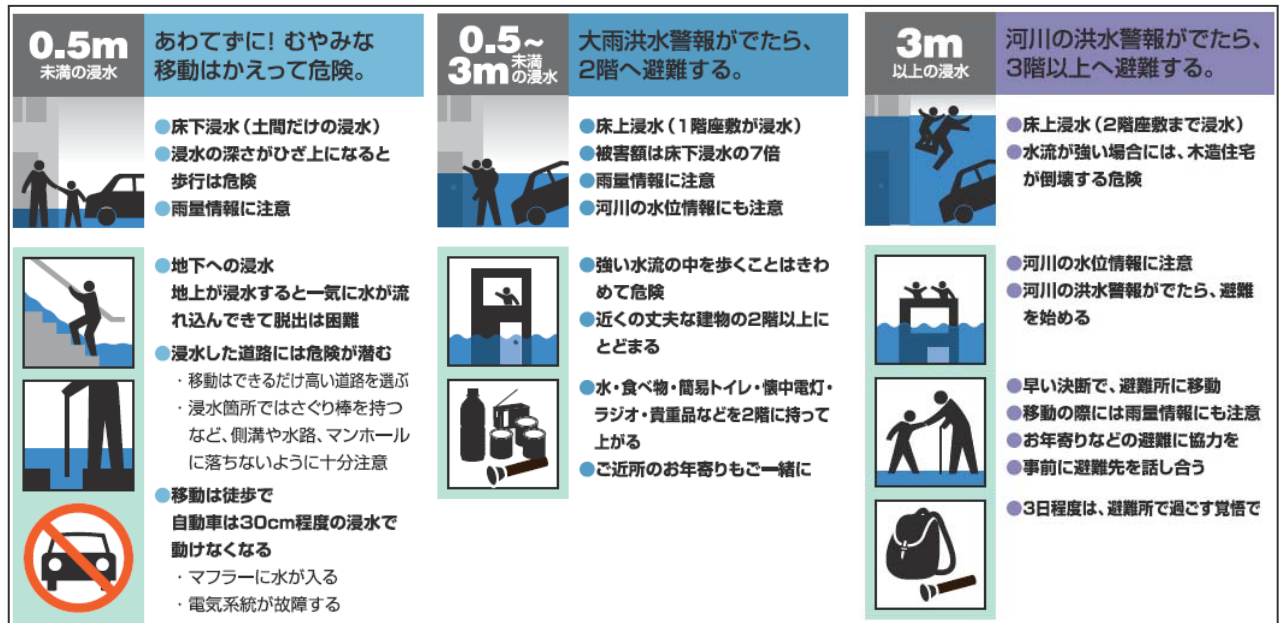 0.5m
未満の浸水
あわてずに! むやみな
移動はかえって危険。
●床下浸水(土間だけの浸水)
●浸水の深さがひざ上になると
歩行は危険
●雨量情報に注意
●地下への浸水
地上が浸水すると一気に水が流
れ込んできて脱出は困難
●浸水した道路には危険が潜む
・移動はできるだけ高い道路を選ぶ
・浸水箇所ではさぐり棒を持つ
など、側溝や水路、マンホール
に落ちないように十分注意
●移動は徒歩で
自動車は30cm程度の浸水で
動けなくなる
・マフラーに水が入る
・電気系統が故障する
0.5~
3m未満の浸水
大雨洪水警報がでたら、
2階へ避難する。
●床上浸水(1階座敷が浸水)
●被害額は床下浸水の7倍
●雨量情報に注意
●河川の水位情報にも注意
●強い水流の中を歩くことはきわ
めて危険
●近くの丈夫な建物の2階以上に
とどまる
●水・食べ物・簡易トイレ・懐中電灯・
ラジオ・貴重品などを2階に持って
上がる
●ご近所のお年寄りもご一緒に
3m
以上の浸水
河川の洪水警報がでたら、
3階以上へ避難する。
●床上浸水(2階座敷まで浸水)
●水流が強い場合には、木造住宅
が倒壊する危険
●河川の水位情報に注意
●河川の洪水警報がでたら、避難
を始める
●早い決断で、避難所に移動
●移動の際には雨量情報にも注意
●お年寄りなどの避難に協力を
●事前に避難先を話し合う
●3日程度は、避難所で過ごす覚悟で